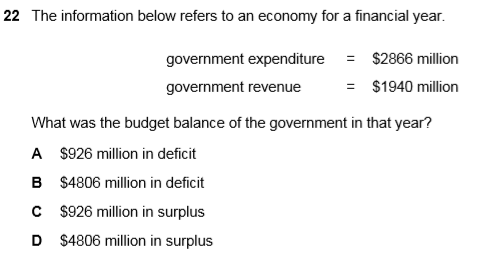 22 The information below refers to an economy for a financial year.
government expenditure = $2866 million
government revenue = $1940 million
What was the budget balance of the government in that year?
A $926 million in deficit
B $4806 million in deficit
C $926 million in surplus
D $4806 million in surplus